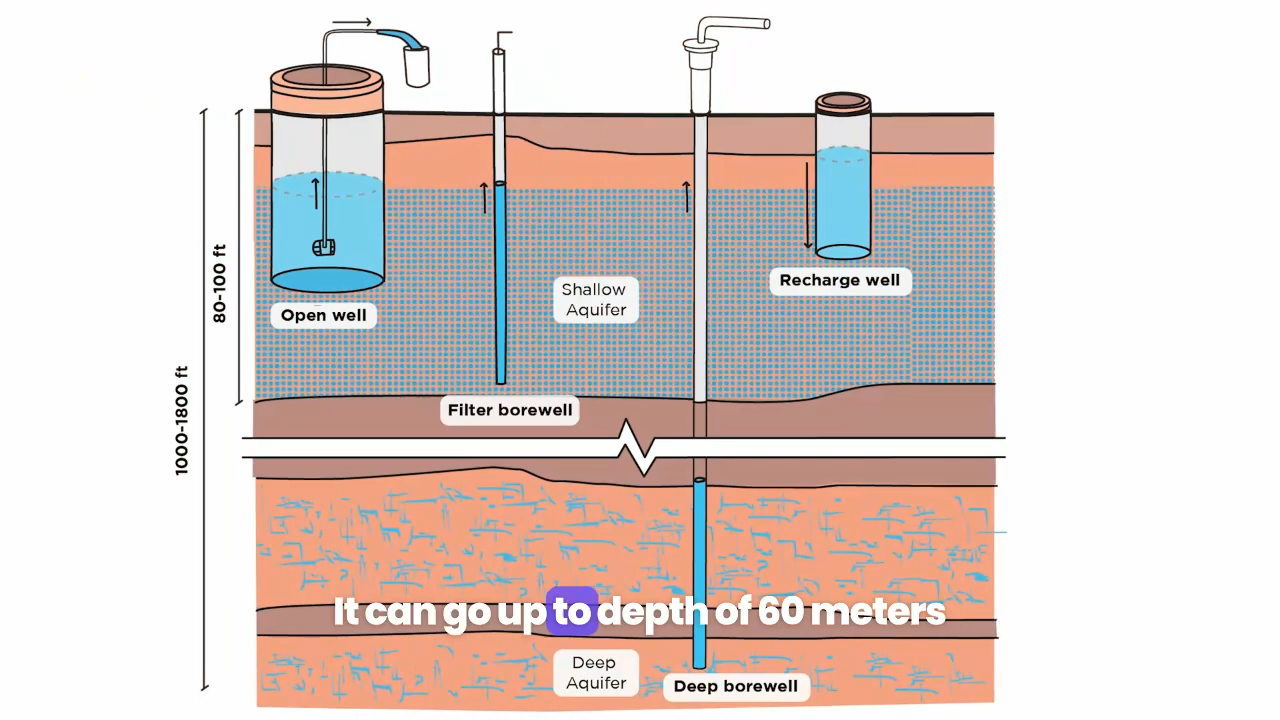 80-100 ft
1000-1800 ft
Open well
Shallow
Aquifer
Recharge well
Filter borewell
It can go up to depth of 60 meters
Deep
Aquifer
Deep borewell